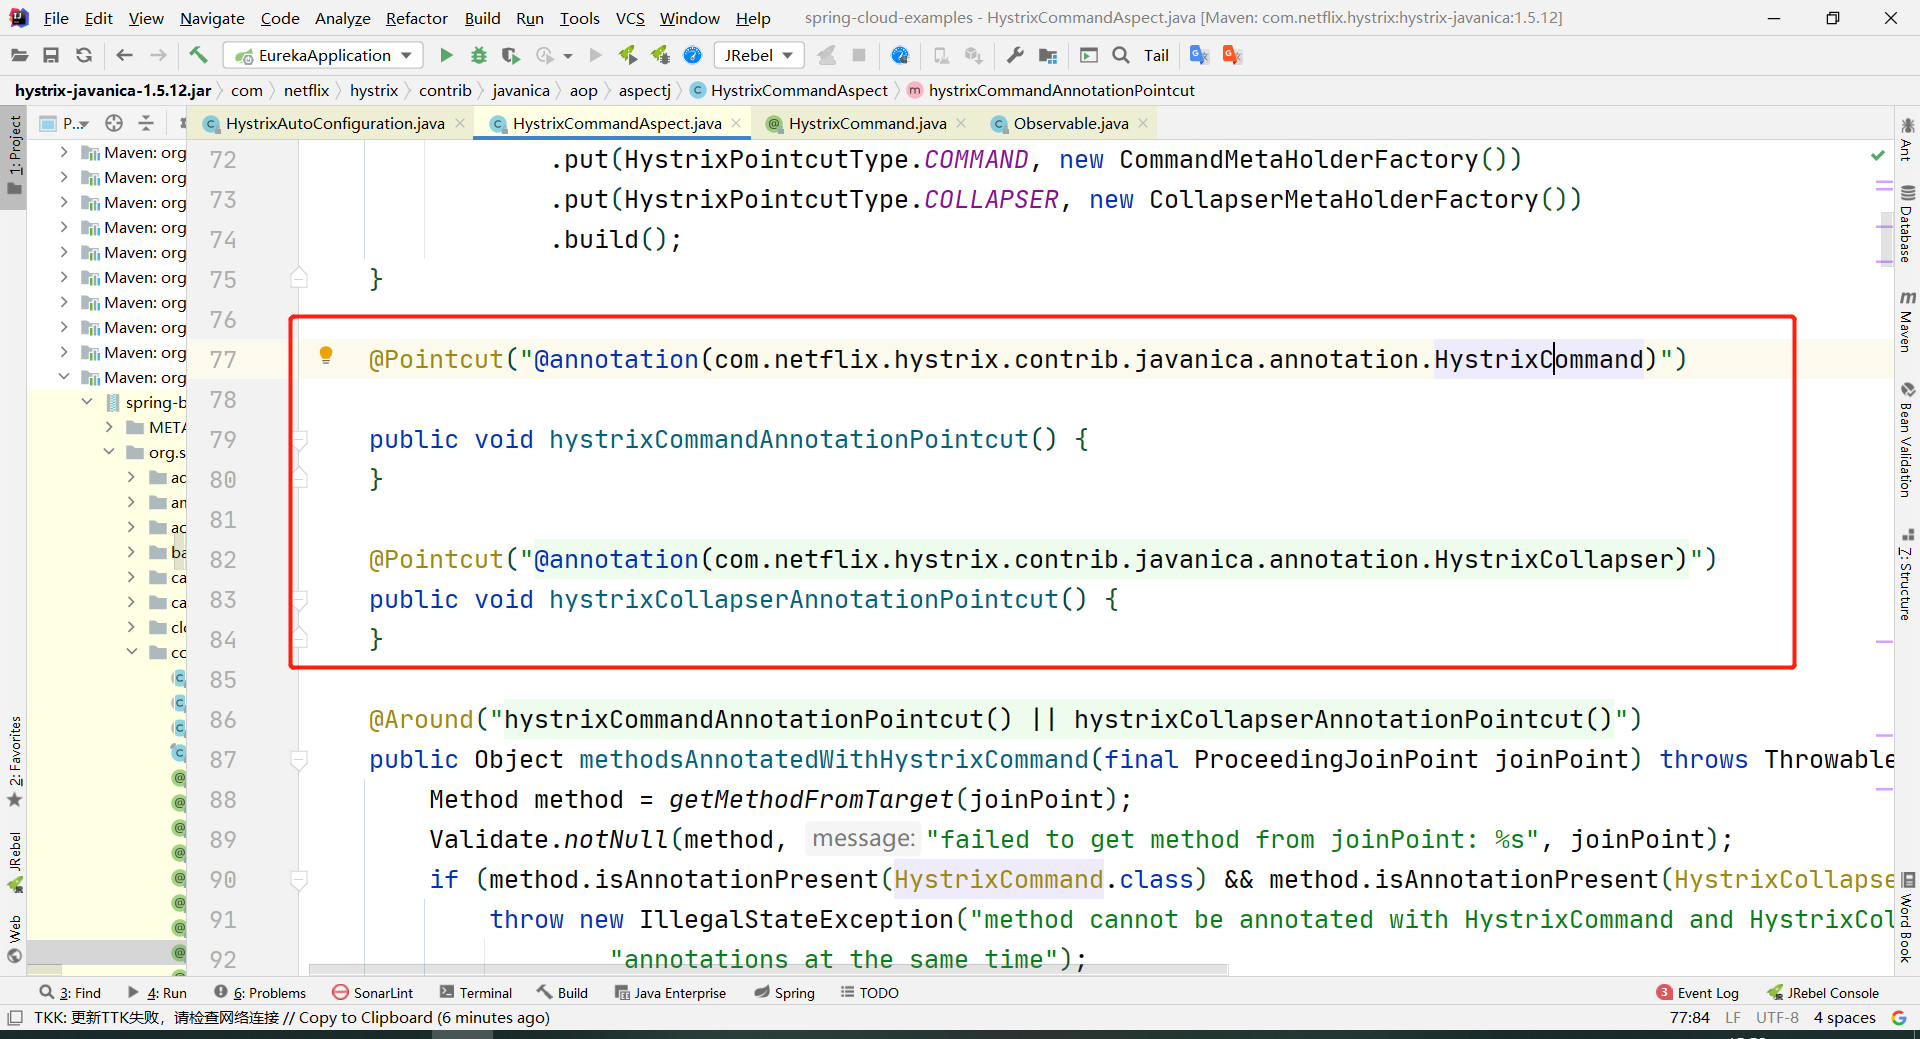 File Edit View Navigate Code Analyze Refactor Build Run Tools VCS Window Help spring-cloud-examples - HystrixCommandAspect.java [Maven: com.netflix.hystrix:hystrix-javanica:1.5.12]
EurekaApplication JRebel Tail
hystrix-javanica-1.5.12.jar com netflix hystrix contrib javanica aop aspectj HystrixCommandAspect hystrixCommandAnnotationPointcut
P.. HystrixAutoConfiguration.java HystrixCommandAspect.java HystrixCommand.java Observable.java
1: Project
2: Favorites
JRebel
Web
Maven: org
Maven: org
Maven: org
Maven: org
Maven: org
Maven: org
Maven: org
Maven: org
Maven: org
Maven: org
spring-b
META
org.s
ac
an
ac
ba
ca
ca
clo
co
72 .put(HystrixPointcutType.COMMAND, new CommandMetaHolderFactory())
73 .put(HystrixPointcutType.COLLAPSER, new CollapserMetaHolderFactory())
74 .build();
75 }
76
77 @Pointcut("@annotation(com.netflix.hystrix.contrib.javanica.annotation.HystrixCommand)")
78
79 public void hystrixCommandAnnotationPointcut() {
80 }
81
82 @Pointcut("@annotation(com.netflix.hystrix.contrib.javanica.annotation.HystrixCollapser)")
83 public void hystrixCollapserAnnotationPointcut() {
84 }
85
86 @Around("hystrixCommandAnnotationPointcut() || hystrixCollapserAnnotationPointcut()")
87 public Object methodsAnnotatedWithHystrixCommand(final ProceedingJoinPoint joinPoint) throws Throwable
88 Method method = getMethodFromTarget(joinPoint);
89 Validate.notNull(method, message: "failed to get method from joinPoint: %s", joinPoint);
90 if (method.isAnnotationPresent(HystrixCommand.class) && method.isAnnotationPresent(HystrixCollapse
91 throw new IllegalStateException("method cannot be annotated with HystrixCommand and HystrixCol
92 "annotations at the same time");
Ant
Database
Maven
Bean Validation
7: Structure
Word Book
3: Find 4: Run 6: Problems SonarLint Terminal Build Java Enterprise Spring TODO 3 Event Log JRebel Console
TKK: 更新TTK失败，请检查网络连接 // Copy to Clipboard (6 minutes ago) 77:84 LF UTF-8 4 spaces